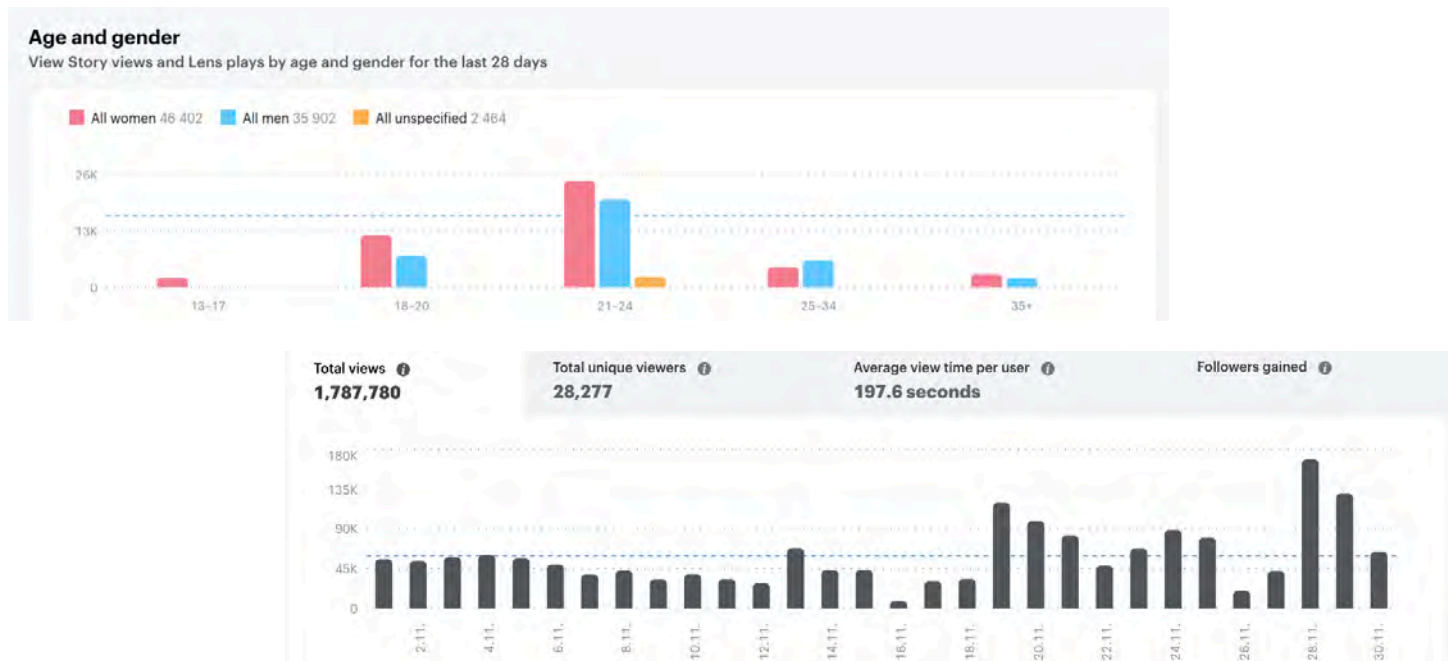 Age and gender
View Story views and Lens plays by age and gender for the last 28 days
All women 46 402 All men 35 902 All unspecified 2 464
26K
13K
0
13–17 18–20 21–24 25–34 35+
Total views Total unique viewers Average view time per user Followers gained
1,787,780 28,277 197.6 seconds
180K
135K
90K
45K
0
2.11. 4.11. 6.11. 8.11. 10.11. 12.11. 14.11. 16.11. 18.11. 20.11. 22.11. 24.11. 26.11. 28.11. 30.11.